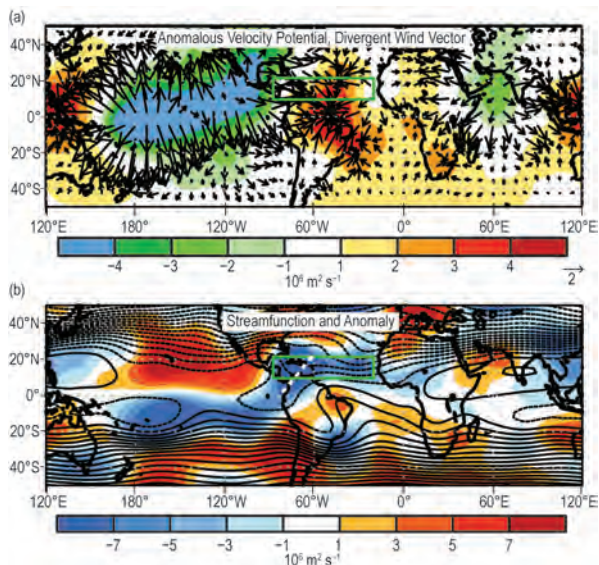 (a)
Anomalous Velocity Potential, Divergent Wind Vector
40°N
20°N
0°
20°S
40°S
120°E 180° 120°W 60°W 0° 60°E 120°E
−4 −3 −2 −1 1 2 3 4
10⁶ m² s⁻¹
2
(b)
Streamfunction and Anomaly
40°N
20°N
0°
20°S
40°S
120°E 180° 120°W 60°W 0° 60°E 120°E
−7 −5 −3 −1 1 3 5 7
10⁶ m² s⁻¹